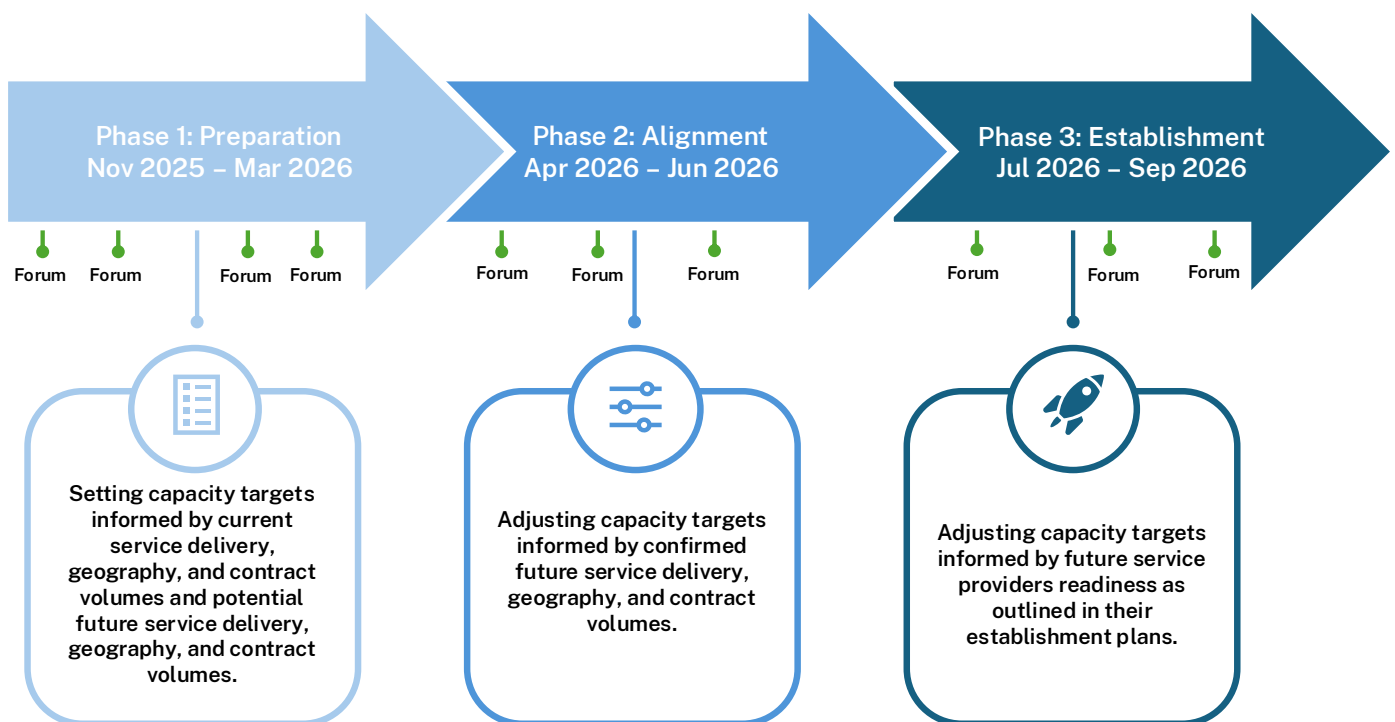 Phase 1: Preparation
Nov 2025 – Mar 2026
Phase 2: Alignment
Apr 2026 – Jun 2026
Phase 3: Establishment
Jul 2026 – Sep 2026
Forum
Forum
Forum
Forum
Forum
Forum
Forum
Forum
Forum
Forum
Setting capacity targets
informed by current
service delivery,
geography, and contract
volumes and potential
future service delivery,
geography, and contract
volumes.
Adjusting capacity targets
informed by confirmed
future service delivery,
geography, and contract
volumes.
Adjusting capacity targets
informed by future service
providers readiness as
outlined in their
establishment plans.